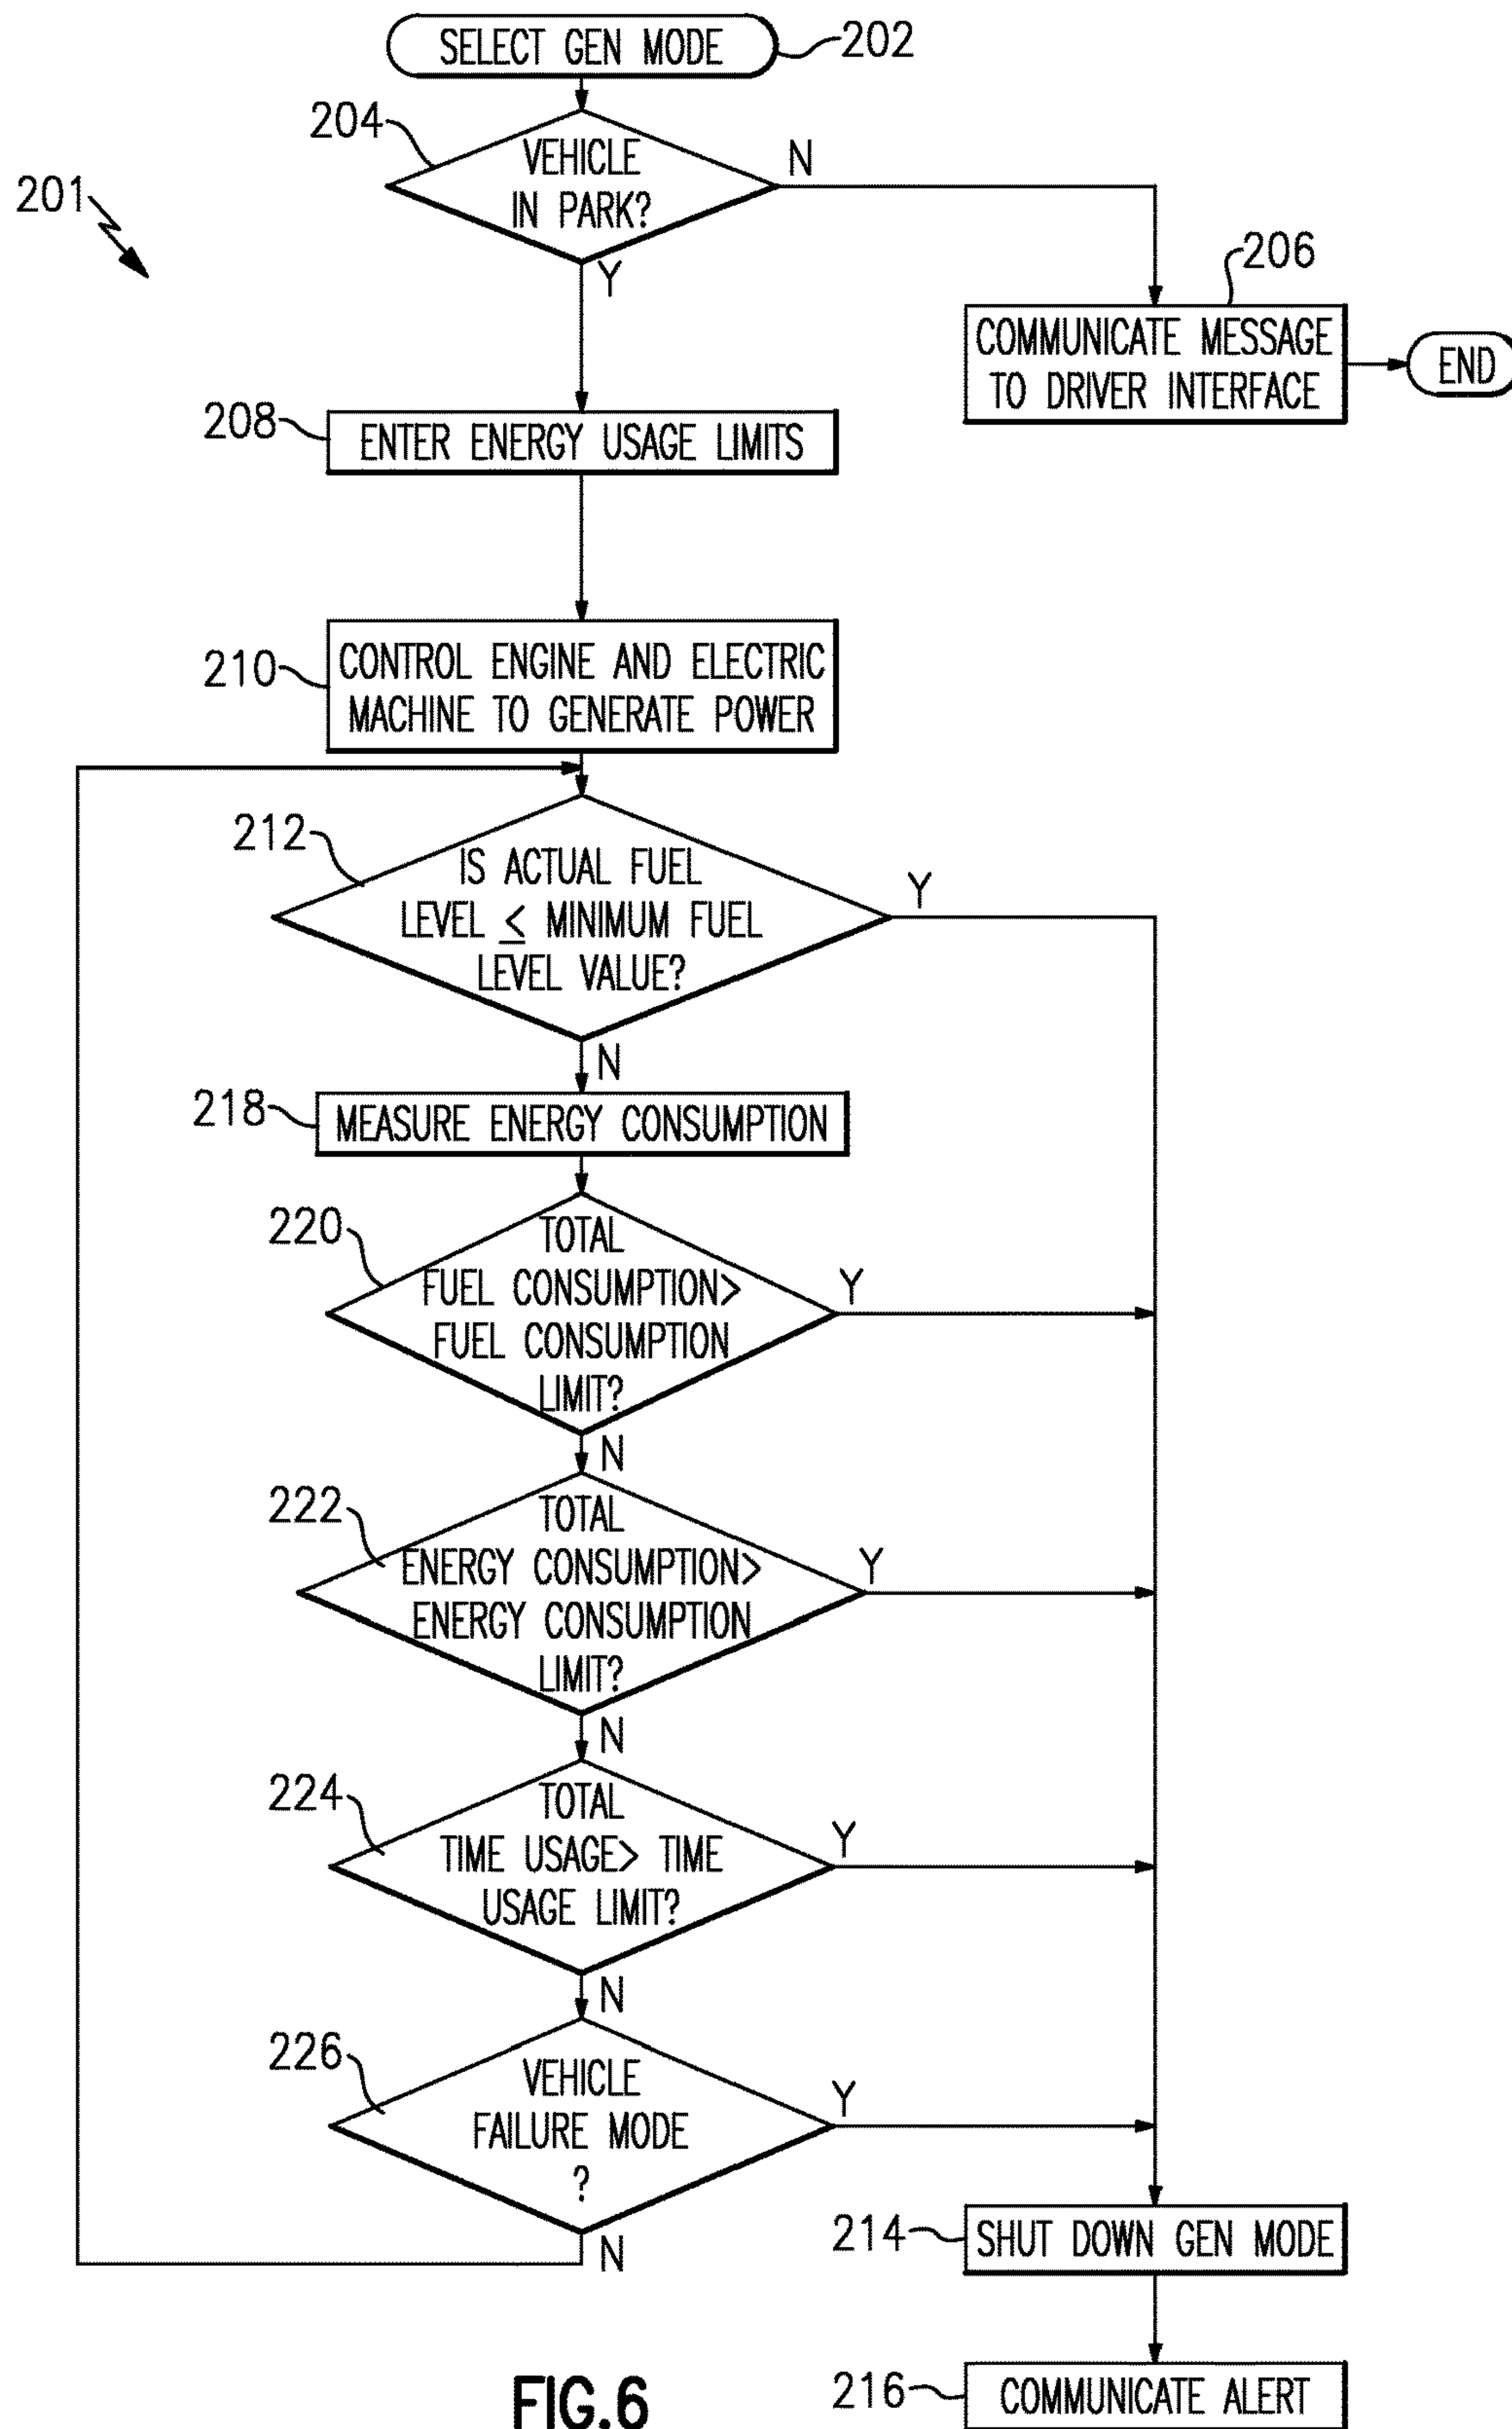 SELECT GEN MODE
202
204
VEHICLE
IN PARK?
N
Y
201
206
COMMUNICATE MESSAGE
TO DRIVER INTERFACE
END
208
ENTER ENERGY USAGE LIMITS
210
CONTROL ENGINE AND ELECTRIC
MACHINE TO GENERATE POWER
212
IS ACTUAL FUEL
LEVEL ≤ MINIMUM FUEL
LEVEL VALUE?
Y
N
218
MEASURE ENERGY CONSUMPTION
220
TOTAL
FUEL CONSUMPTION>
FUEL CONSUMPTION
LIMIT?
Y
N
222
TOTAL
ENERGY CONSUMPTION>
ENERGY CONSUMPTION
LIMIT?
Y
N
224
TOTAL
TIME USAGE> TIME
USAGE LIMIT?
Y
N
226
VEHICLE
FAILURE MODE
?
Y
N
214
SHUT DOWN GEN MODE
216
COMMUNICATE ALERT
FIG.6